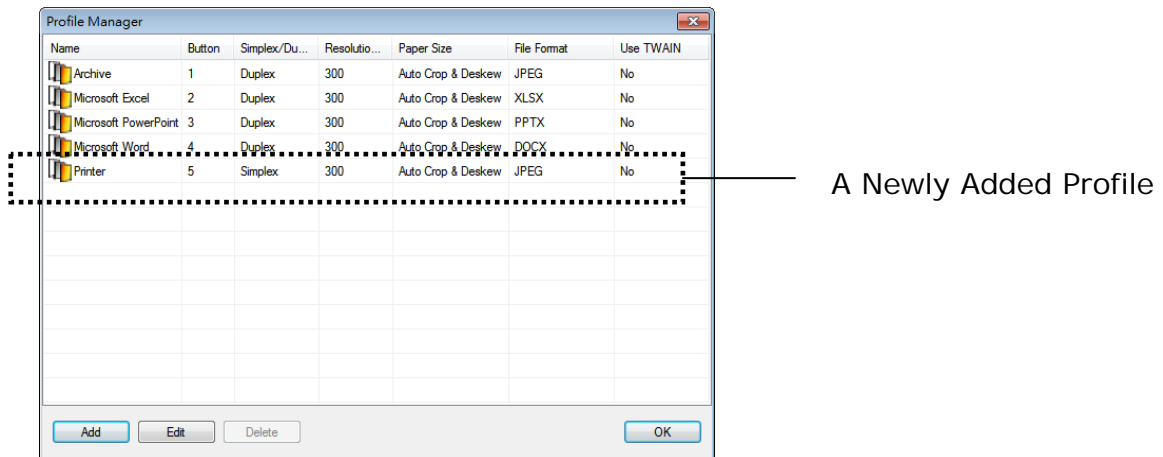 Profile Manager
Name Button Simplex/Du... Resolutio... Paper Size File Format Use TWAIN
Archive 1 Duplex 300 Auto Crop & Deskew JPEG No
Microsoft Excel 2 Duplex 300 Auto Crop & Deskew XLSX No
Microsoft PowerPoint 3 Duplex 300 Auto Crop & Deskew PPTX No
Microsoft Word 4 Duplex 300 Auto Crop & Deskew DOCX No
Printer 5 Simplex 300 Auto Crop & Deskew JPEG No
A Newly Added Profile
Add Edit Delete OK